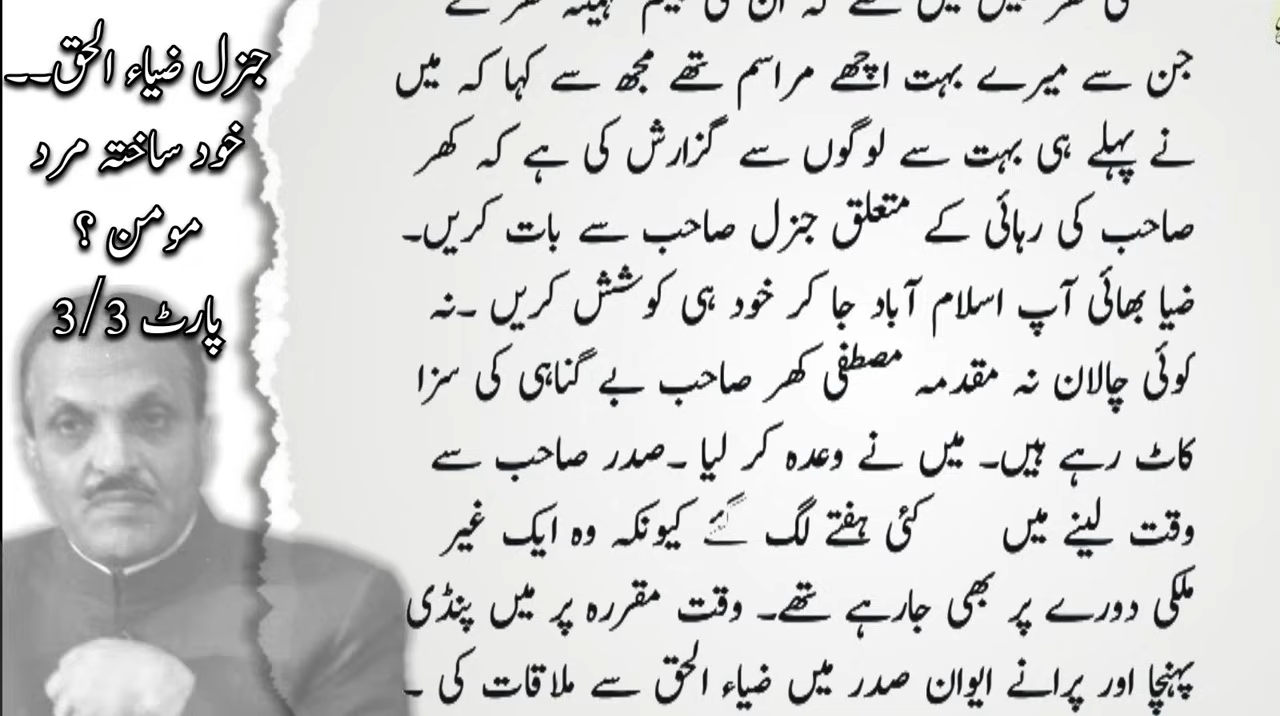 جنرل ضیاء الحق۔۔
خود ساختہ مرد
مومن ؟
پارٹ 3/3
جن سے میرے بہت اچھے مراسم تھے مجھ سے کہا کہ میں
نے پہلے ہی بہت سے لوگوں سے گزارش کی ہے کہ کھر
صاحب کی رہائی کے متعلق جنرل صاحب سے بات کریں۔
ضیا بھائی آپ اسلام آباد جا کر خود ہی کوشش کریں ۔نہ
کوئی چالان نہ مقدمہ مصطفٰی کھر صاحب بے گناہی کی سزا
کاٹ رہے ہیں۔ میں نے وعدہ کر لیا ۔صدر صاحب سے
وقت لینے میں کئی ہفتے لگ گئے کیونکہ وہ ایک غیر
ملکی دورے پر بھی جارہے تھے۔ وقت مقررہ پر میں پنڈی
پہنچا اور پرانے ایوان صدر میں ضیاء الحق سے ملاقات کی ۔